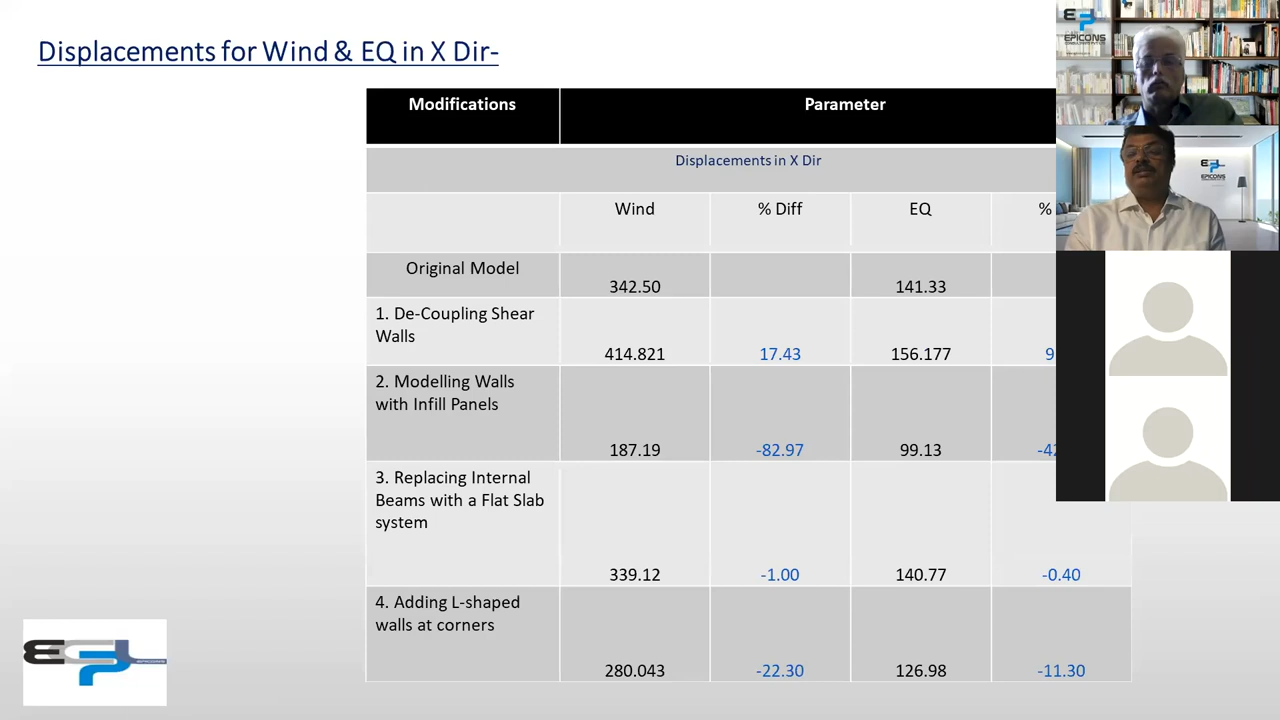 Displacements for Wind & EQ in X Dir-
Modifications Parameter
Displacements in X Dir
Wind % Diff EQ %
Original Model 342.50 141.33
1. De-Coupling Shear
Walls 414.821 17.43 156.177 9
2. Modelling Walls
with Infill Panels 187.19 -82.97 99.13 -42
3. Replacing Internal
Beams with a Flat Slab
system
339.12 -1.00 140.77 -0.40
4. Adding L-shaped
walls at corners
280.043 -22.30 126.98 -11.30
EPICONS
EPICONS
EPICONS